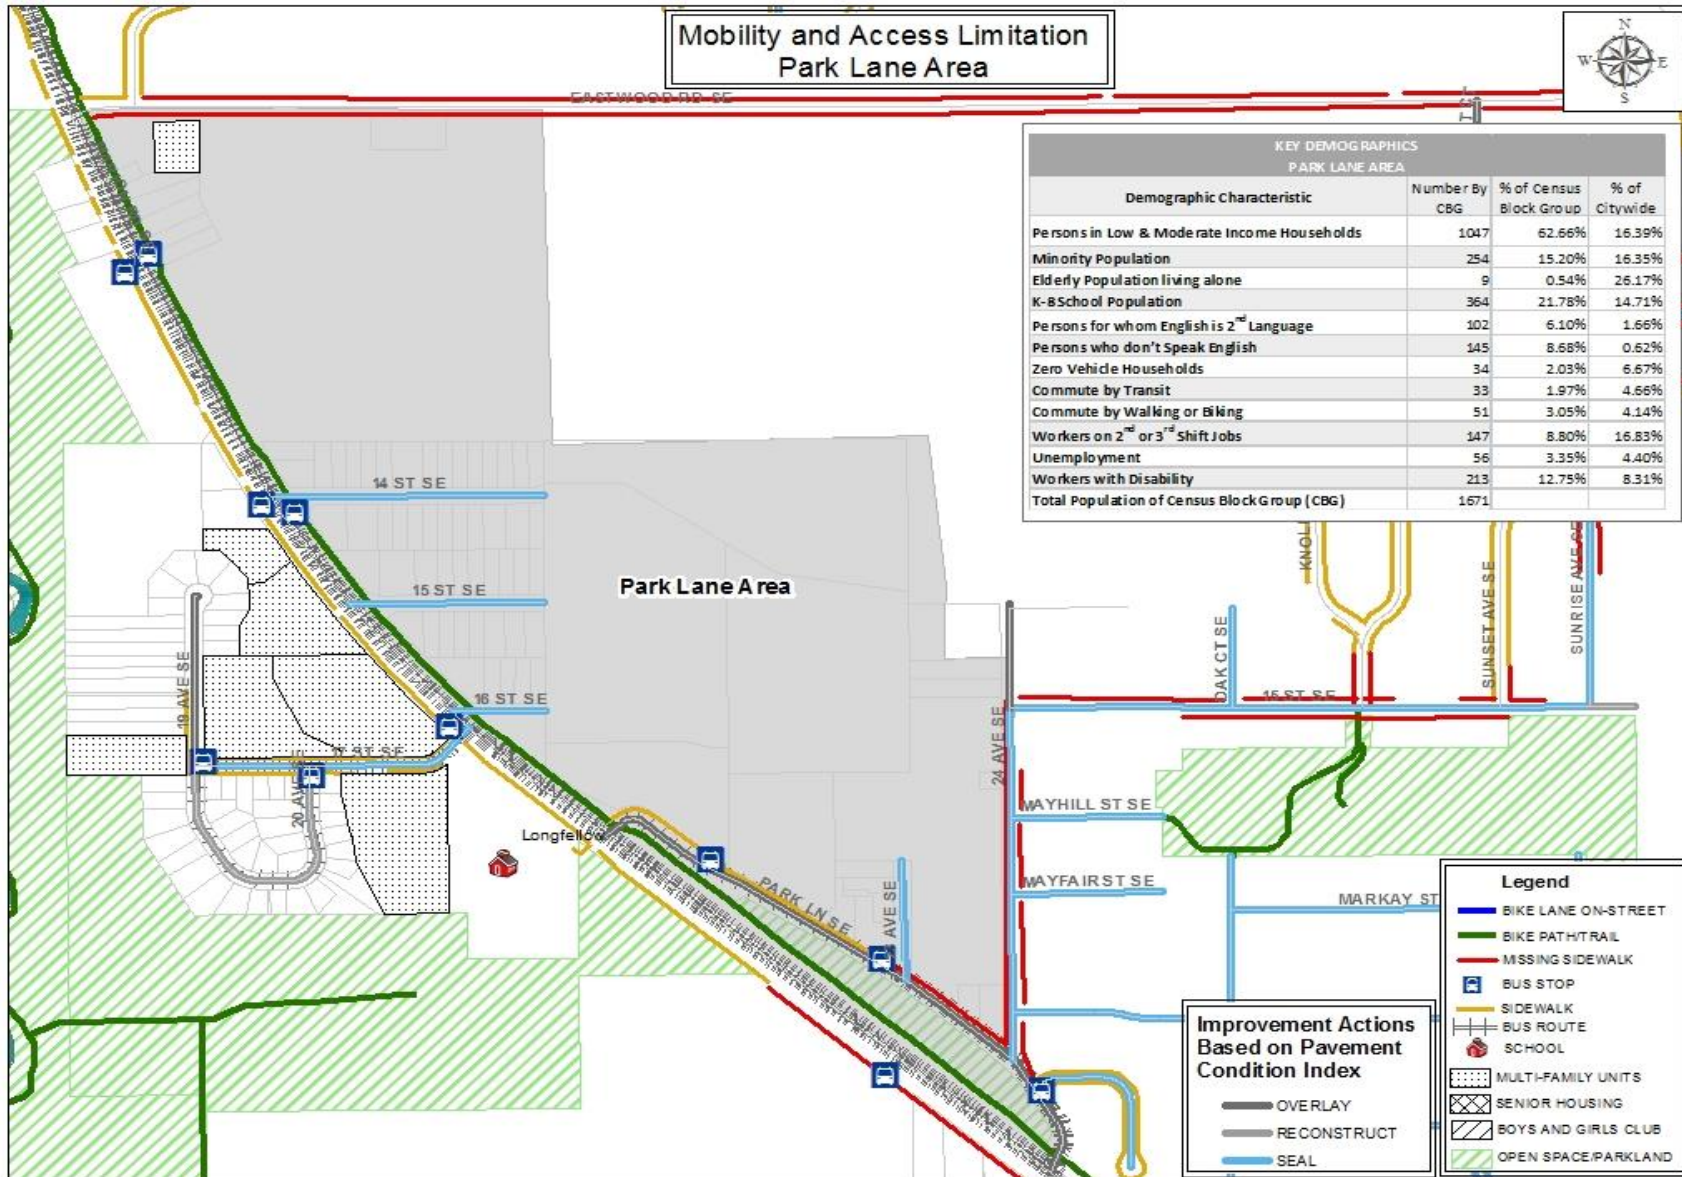 Mobility and Access Limitation
Park Lane Area
N
W E
S
EASTWOOD RD SE
KEY DEMOGRAPHICS
PARK LANE AREA
Demographic Characteristic Number By CBG % of Census Block Group % of Citywide
Persons in Low & Moderate Income Households 1047 62.66% 16.39%
Minority Population 254 15.20% 16.35%
Elderly Population living alone 9 0.54% 26.17%
K-8 School Population 364 21.78% 14.71%
Persons for whom English is 2nd Language 102 6.10% 1.66%
Persons who don't Speak English 145 8.68% 0.62%
Zero Vehicle Households 34 2.03% 6.67%
Commute by Transit 33 1.97% 4.66%
Commute by Walking or Biking 51 3.05% 4.14%
Workers on 2nd or 3rd Shift Jobs 147 8.80% 16.83%
Unemployment 56 3.35% 4.40%
Workers with Disability 213 12.75% 8.31%
Total Population of Census Block Group (CBG) 1671
14 ST SE
15 ST SE
Park Lane Area
16 ST SE
19 AVE SE
17 ST SE
20 AVE SE
Longfellow
PARK LN SE
AVE SE
24 AVE SE
15 ST SE
OAK CT SE
KNOL
SUNSET AVE SE
SUNRISE AVE SE
MAYHILL ST SE
MAYFAIR ST SE
MARKAY ST
Improvement Actions
Based on Pavement
Condition Index
OVERLAY
RECONSTRUCT
SEAL
Legend
BIKE LANE ON-STREET
BIKE PATH/TRAIL
MISSING SIDEWALK
BUS STOP
SIDEWALK
BUS ROUTE
SCHOOL
MULTI-FAMILY UNITS
SENIOR HOUSING
BOYS AND GIRLS CLUB
OPEN SPACE/PARKLAND